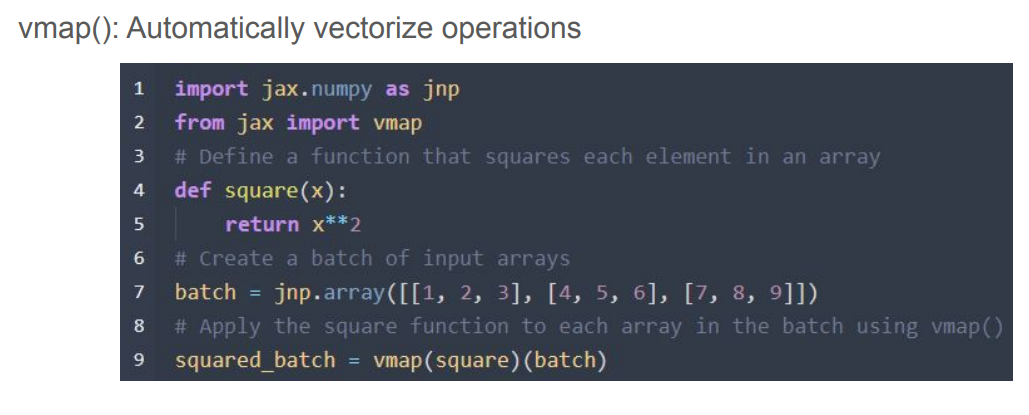 vmap(): Automatically vectorize operations
1 import jax.numpy as jnp
2 from jax import vmap
3 # Define a function that squares each element in an array
4 def square(x):
5     return x**2
6 # Create a batch of input arrays
7 batch = jnp.array([[1, 2, 3], [4, 5, 6], [7, 8, 9]])
8 # Apply the square function to each array in the batch using vmap()
9 squared_batch = vmap(square)(batch)